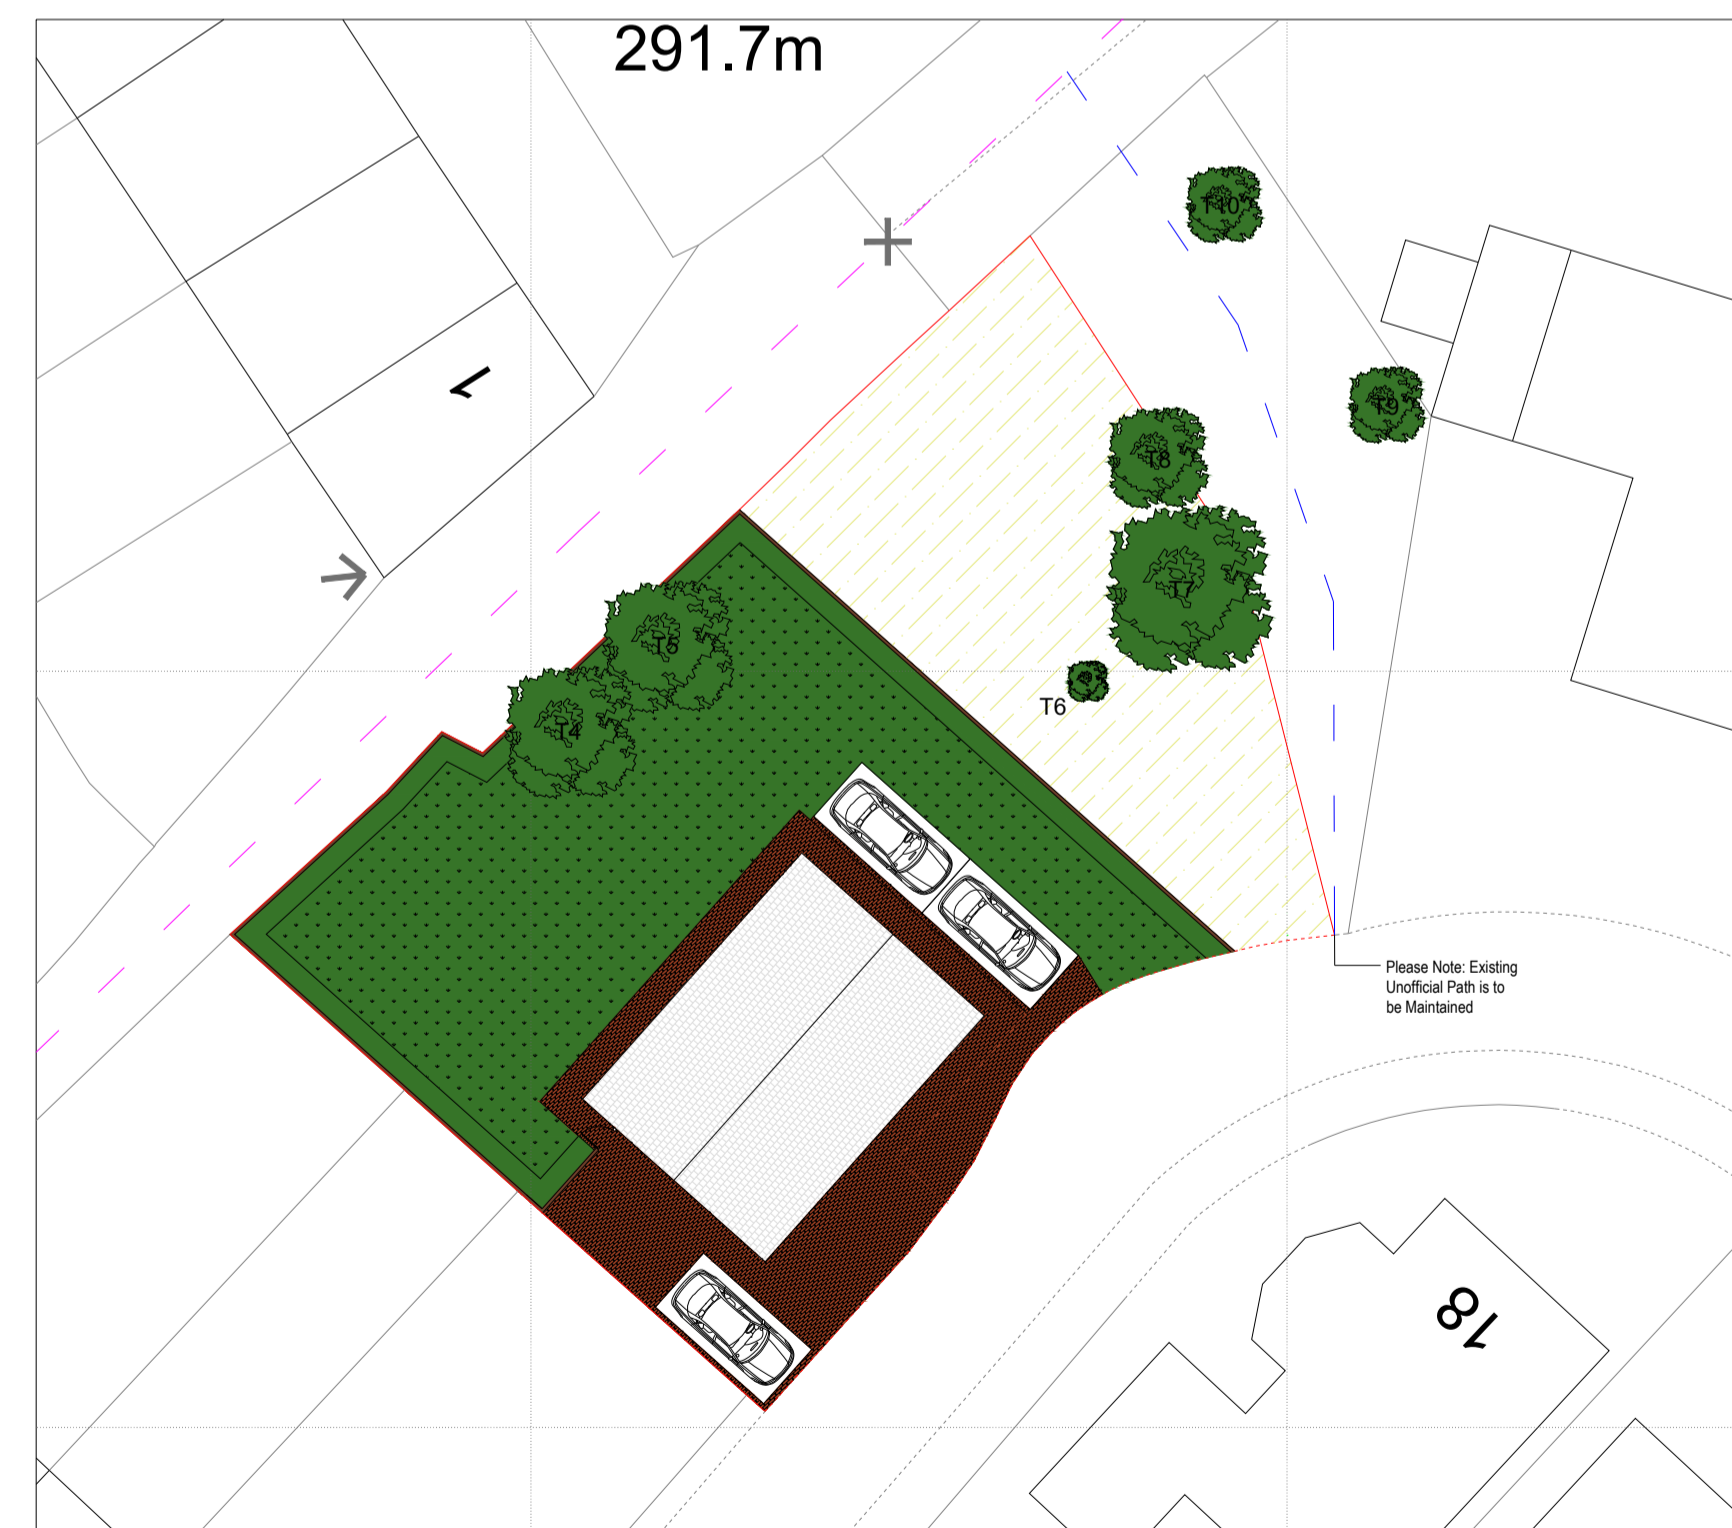 291.7m
T10
1
T9
T8
T7
T5
T6
T4
Please Note: Existing
Unofficial Path is to
be Maintained
18